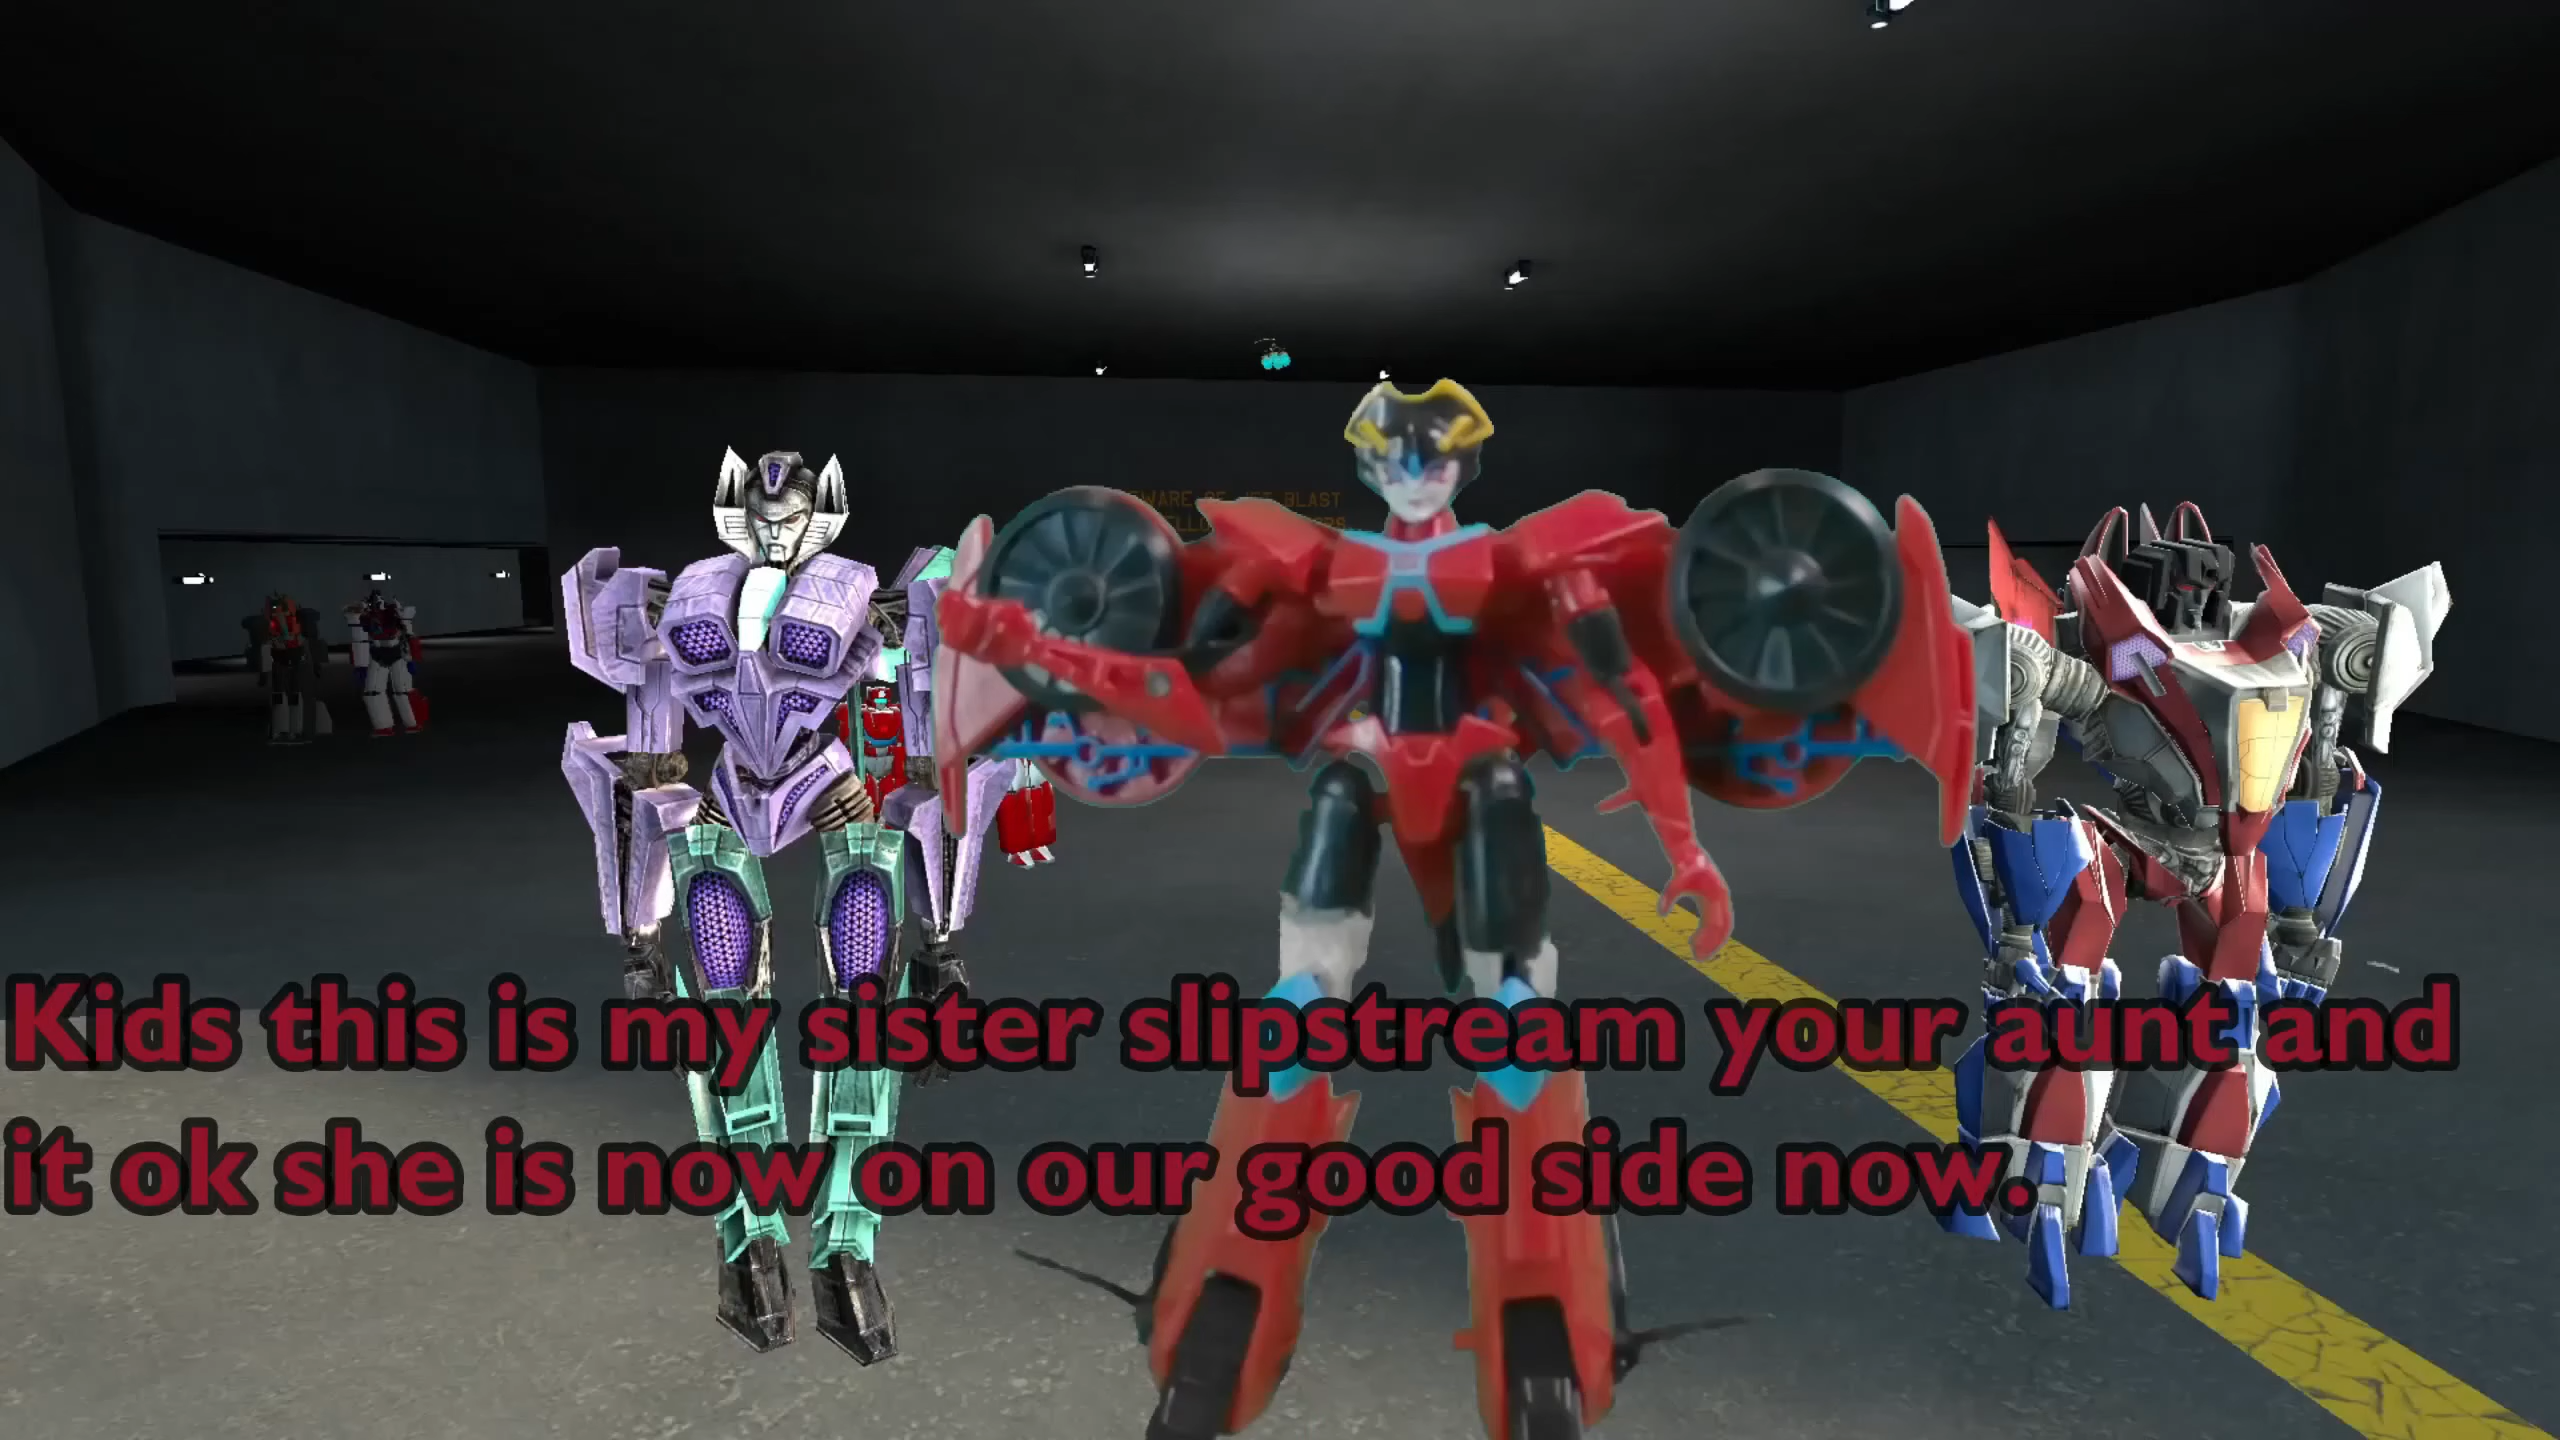 BLAST
Kids this is my sister slipstream your aunt and
it ok she is now on our good side now.